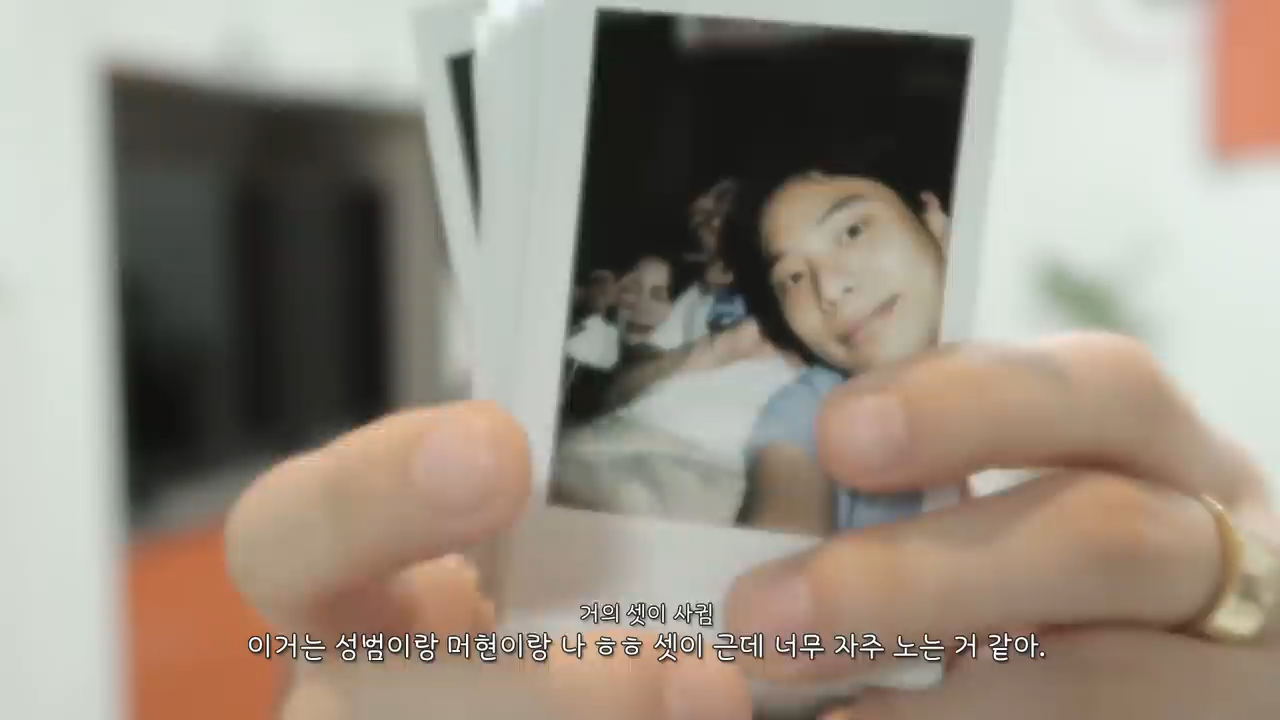 거의 셋이 사귐
이거는 성범이랑 머현이랑 나 ㅎㅎ 셋이 근데 너무 자주 노는 거 같아.